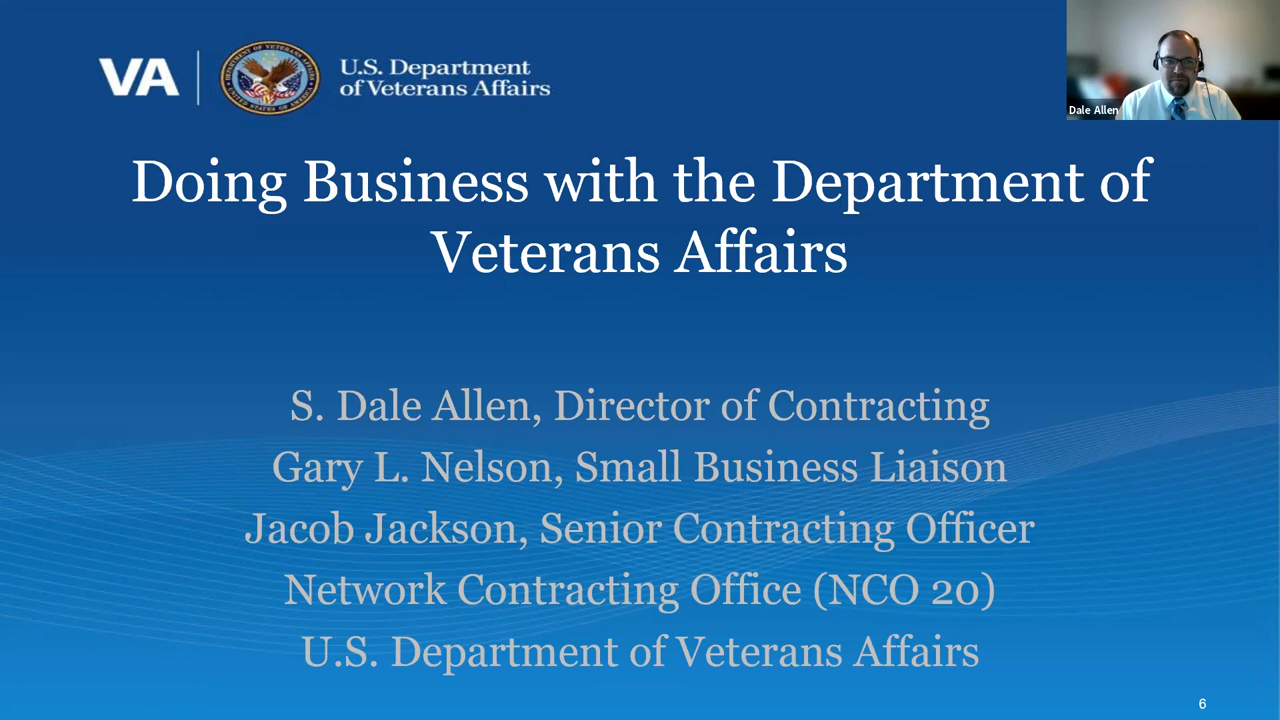 VA
U.S. Department
of Veterans Affairs
Dale Allen
Doing Business with the Department of
Veterans Affairs
S. Dale Allen, Director of Contracting
Gary L. Nelson, Small Business Liaison
Jacob Jackson, Senior Contracting Officer
Network Contracting Office (NCO 20)
U.S. Department of Veterans Affairs
6